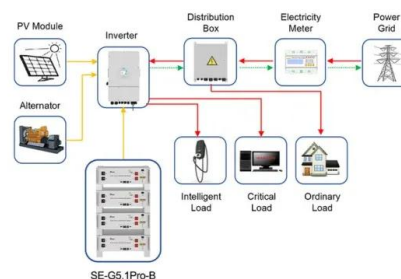 PV Module
Inverter
Distribution
Box
Electricity
Meter
Power
Grid
Alternator
Intelligent
Load
Critical
Load
Ordinary
Load
SE-G5.1Pro-B